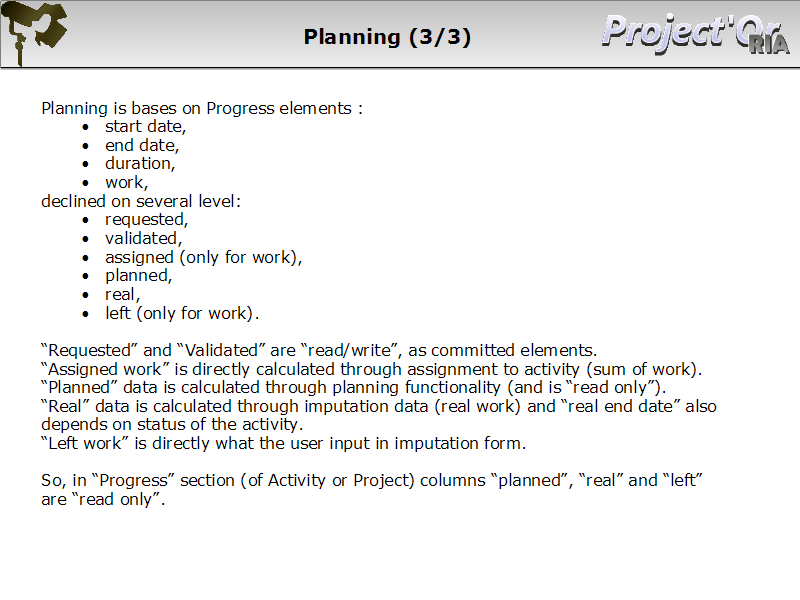 Planning (3/3)
Project'Or
RIA
Planning is bases on Progress elements :
• start date,
• end date,
• duration,
• work,
declined on several level:
• requested,
• validated,
• assigned (only for work),
• planned,
• real,
• left (only for work).
“Requested” and “Validated” are “read/write”, as committed elements.
“Assigned work” is directly calculated through assignment to activity (sum of work).
“Planned” data is calculated through planning functionality (and is “read only”).
“Real” data is calculated through imputation data (real work) and “real end date” also
depends on status of the activity.
“Left work” is directly what the user input in imputation form.
So, in “Progress” section (of Activity or Project) columns “planned”, “real” and “left”
are “read only”.